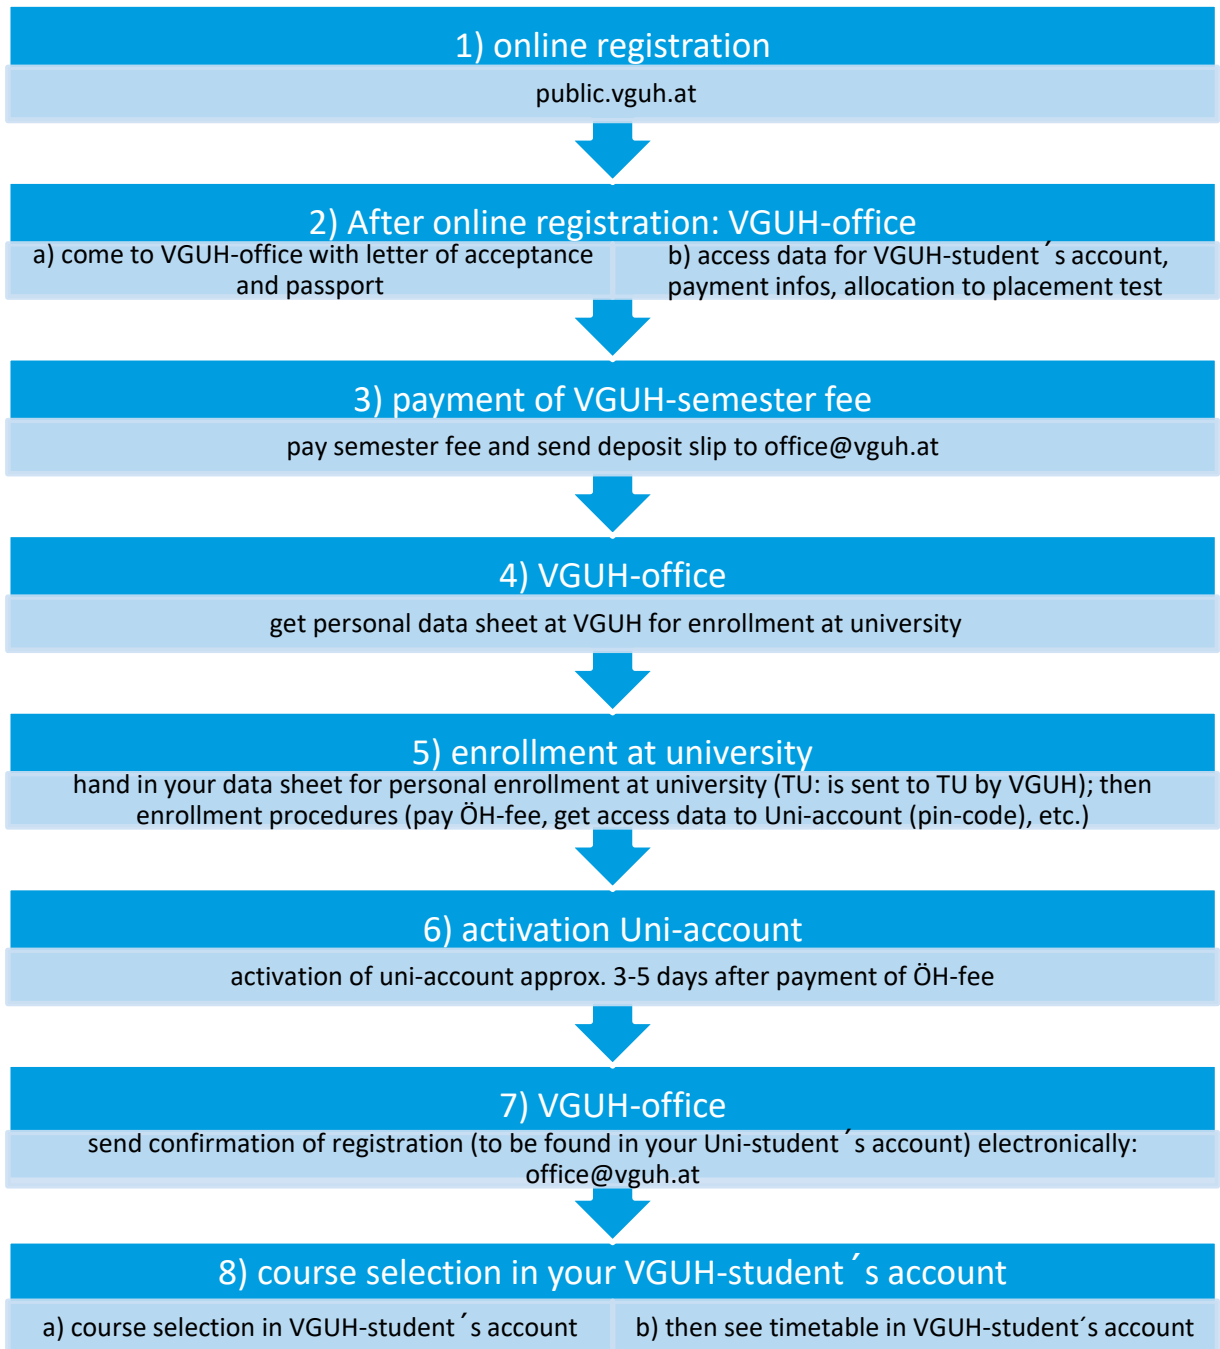 1) online registration
public.vguh.at
2) After online registration: VGUH-office
a) come to VGUH-office with letter of acceptance
and passport
b) access data for VGUH-student´s account,
payment infos, allocation to placement test
3) payment of VGUH-semester fee
pay semester fee and send deposit slip to office@vguh.at
4) VGUH-office
get personal data sheet at VGUH for enrollment at university
5) enrollment at university
hand in your data sheet for personal enrollment at university (TU: is sent to TU by VGUH); then
enrollment procedures (pay ÖH-fee, get access data to Uni-account (pin-code), etc.)
6) activation Uni-account
activation of uni-account approx. 3-5 days after payment of ÖH-fee
7) VGUH-office
send confirmation of registration (to be found in your Uni-student´s account) electronically:
office@vguh.at
8) course selection in your VGUH-student´s account
a) course selection in VGUH-student´s account
b) then see timetable in VGUH-student´s account